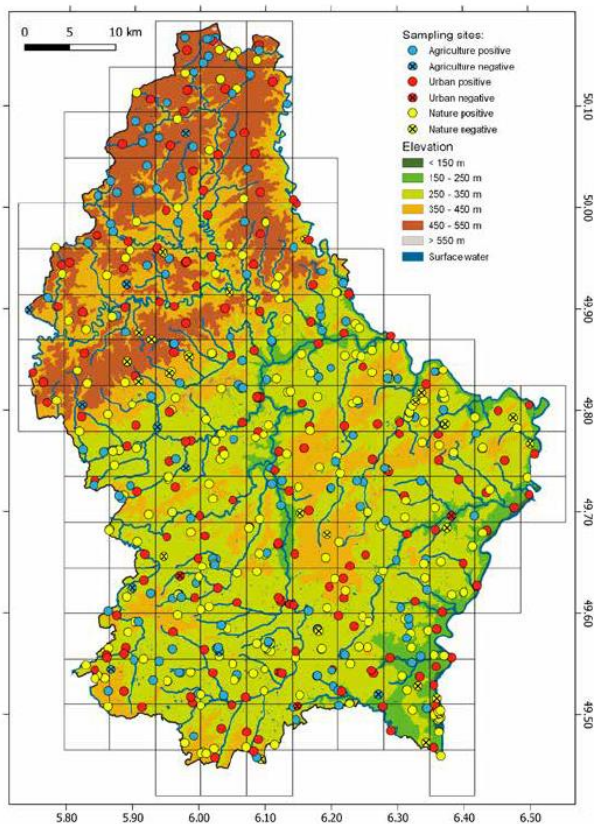 0 5 10 km
Sampling sites:
Agriculture positive
Agriculture negative
Urban positive
Urban negative
Nature positive
Nature negative
Elevation
< 150 m
150 - 250 m
250 - 350 m
350 - 450 m
450 - 550 m
> 550 m
Surface water
50.10
50.00
49.90
49.80
49.70
49.60
49.50
5.80 5.90 6.00 6.10 6.20 6.30 6.40 6.50